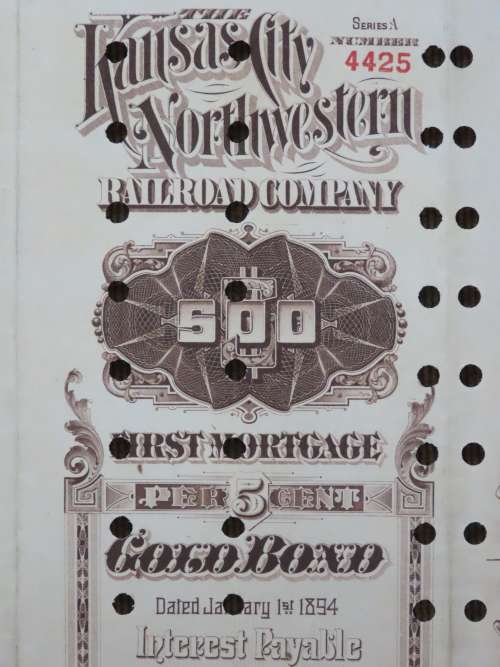 THE
SERIES A
NUMBER
4425
Kansas City
Northwestern
RAILROAD COMPANY
500
FIRST MORTGAGE
PER 5 CENT
GOLD BOND
Dated January 1st 1894
Interest Payable